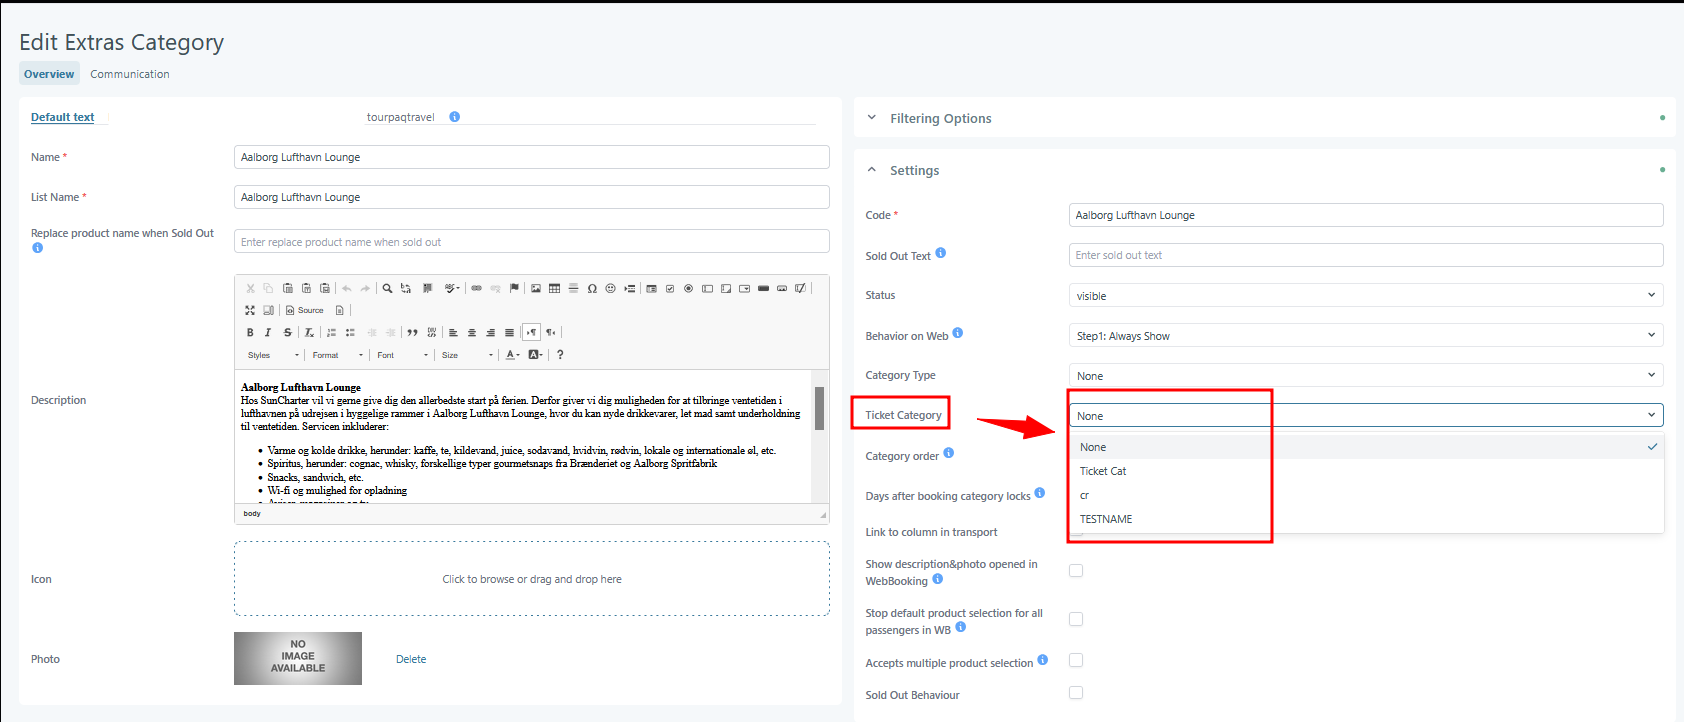 Edit Extras Category
Overview Communication
Default text tourpaqtravel
Name * Aalborg Lufthavn Lounge
List Name * Aalborg Lufthavn Lounge
Replace product name when Sold Out
Enter replace product name when sold out
Source
Styles Format Font Size
Description
Aalborg Lufthavn Lounge
Hos SunCharter vil vi gerne give dig den allerbedste start på ferien. Derfor giver vi dig muligheden for at tilbringe ventetiden i
lufthavnen på udrejsen i hyggelige rammer i Aalborg Lufthavn Lounge, hvor du kan nyde drikkevarer, let mad samt underholdning
til ventetiden. Servicen inkluderer:
Varme og kolde drikke, herunder: kaffe, te, kildevand, juice, sodavand, hvidvin, rødvin, lokale og internationale øl, etc.
Spiritus, herunder: cognac, whisky, forskellige typer gourmetsnaps fra Brænderiet og Aalborg Spritfabrik
Snacks, sandwich, etc.
Wi-fi og mulighed for opladning
body
Icon
Click to browse or drag and drop here
Photo
NO
IMAGE
AVAILABLE
Delete
Filtering Options
Settings
Code * Aalborg Lufthavn Lounge
Sold Out Text Enter sold out text
Status visible
Behavior on Web Step1: Always Show
Category Type None
Ticket Category None
None
Ticket Cat
cr
TESTNAME
Category order
Days after booking category locks
Link to column in transport
Show description&photo opened in
WebBooking
Stop default product selection for all
passengers in WB
Accepts multiple product selection
Sold Out Behaviour